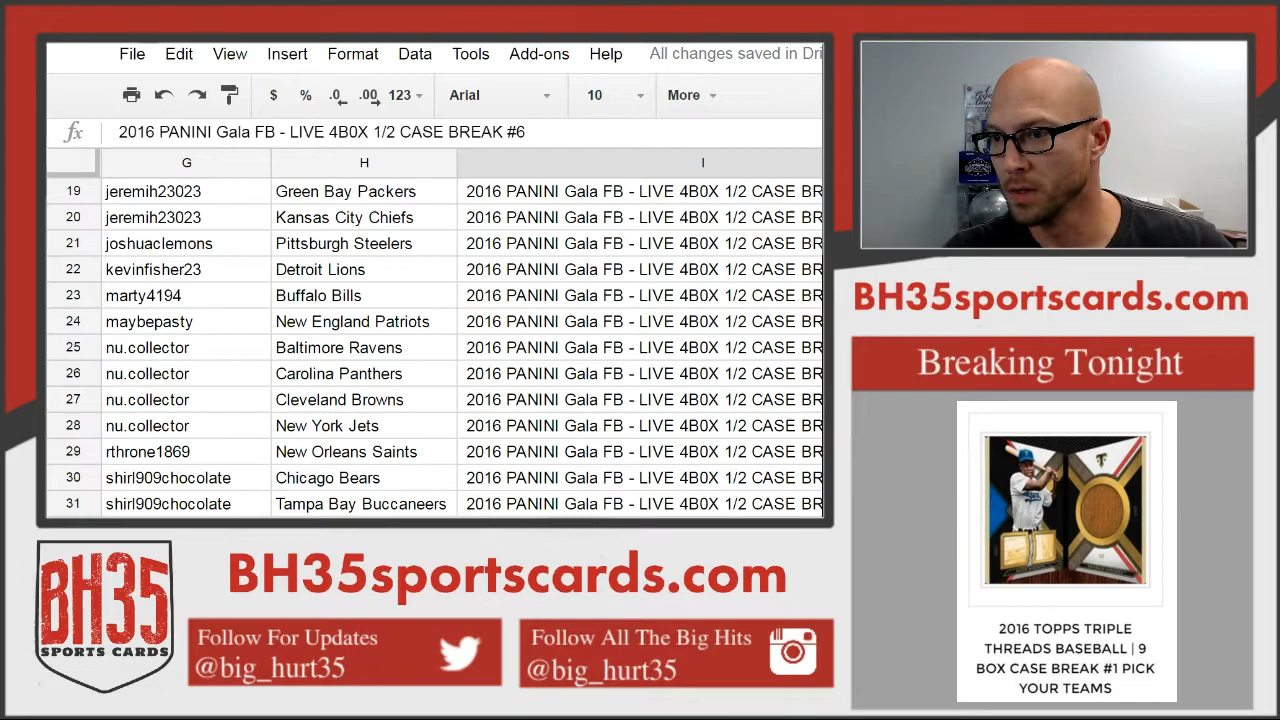 File Edit View Insert Format Data Tools Add-ons Help All changes saved in Dri
$ % .0 .00 123 Arial 10 More
fx 2016 PANINI Gala FB - LIVE 4B0X 1/2 CASE BREAK #6
G H I
19 jeremih23023 Green Bay Packers 2016 PANINI Gala FB - LIVE 4B0X 1/2 CASE BR
20 jeremih23023 Kansas City Chiefs 2016 PANINI Gala FB - LIVE 4B0X 1/2 CASE BR
21 joshuaclemons Pittsburgh Steelers 2016 PANINI Gala FB - LIVE 4B0X 1/2 CASE BR
22 kevinfisher23 Detroit Lions 2016 PANINI Gala FB - LIVE 4B0X 1/2 CASE BR
23 marty4194 Buffalo Bills 2016 PANINI Gala FB - LIVE 4B0X 1/2 CASE BR
24 maybepasty New England Patriots 2016 PANINI Gala FB - LIVE 4B0X 1/2 CASE BR
25 nu.collector Baltimore Ravens 2016 PANINI Gala FB - LIVE 4B0X 1/2 CASE BR
26 nu.collector Carolina Panthers 2016 PANINI Gala FB - LIVE 4B0X 1/2 CASE BR
27 nu.collector Cleveland Browns 2016 PANINI Gala FB - LIVE 4B0X 1/2 CASE BR
28 nu.collector New York Jets 2016 PANINI Gala FB - LIVE 4B0X 1/2 CASE BR
29 rthrone1869 New Orleans Saints 2016 PANINI Gala FB - LIVE 4B0X 1/2 CASE BR
30 shirl909chocolate Chicago Bears 2016 PANINI Gala FB - LIVE 4B0X 1/2 CASE BR
31 shirl909chocolate Tampa Bay Buccaneers 2016 PANINI Gala FB - LIVE 4B0X 1/2 CASE BR
BH35sportscards.com
Breaking Tonight
2016 TOPPS TRIPLE
THREADS BASEBALL | 9
BOX CASE BREAK #1 PICK
YOUR TEAMS
BH35
SPORTS CARDS
BH35sportscards.com
Follow For Updates
@big_hurt35
Follow All The Big Hits
@big_hurt35